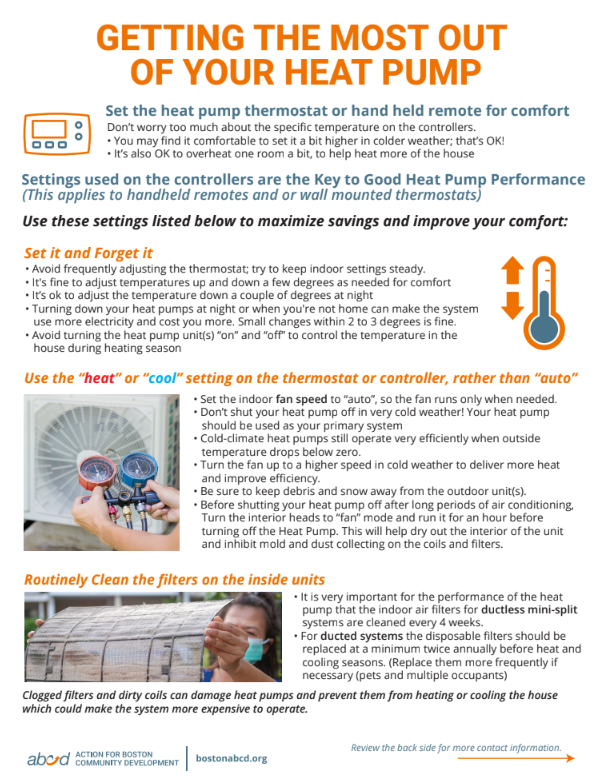 GETTING THE MOST OUT
OF YOUR HEAT PUMP
Set the heat pump thermostat or hand held remote for comfort
Don't worry too much about the specific temperature on the controllers.
• You may find it comfortable to set it a bit higher in colder weather; that's OK!
• It's also OK to overheat one room a bit, to help heat more of the house
Settings used on the controllers are the Key to Good Heat Pump Performance
(This applies to handheld remotes and or wall mounted thermostats)
Use these settings listed below to maximize savings and improve your comfort:
Set it and Forget it
• Avoid frequently adjusting the thermostat; try to keep indoor settings steady.
• It's fine to adjust temperatures up and down a few degrees as needed for comfort
• It's ok to adjust the temperature down a couple of degrees at night
• Turning down your heat pumps at night or when you're not home can make the system
use more electricity and cost you more. Small changes within 2 to 3 degrees is fine.
• Avoid turning the heat pump unit(s) "on" and "off" to control the temperature in the
house during heating season
Use the "heat" or "cool" setting on the thermostat or controller, rather than "auto"
• Set the indoor fan speed to "auto", so the fan runs only when needed.
• Don't shut your heat pump off in very cold weather! Your heat pump
should be used as your primary system
• Cold-climate heat pumps still operate very efficiently when outside
temperature drops below zero.
• Turn the fan up to a higher speed in cold weather to deliver more heat
and improve efficiency.
• Be sure to keep debris and snow away from the outdoor unit(s).
• Before shutting your heat pump off after long periods of air conditioning,
Turn the interior heads to "fan" mode and run it for an hour before
turning off the Heat Pump. This will help dry out the interior of the unit
and inhibit mold and dust collecting on the coils and filters.
Routinely Clean the filters on the inside units
• It is very important for the performance of the heat
pump that the indoor air filters for ductless mini-split
systems are cleaned every 4 weeks.
• For ducted systems the disposable filters should be
replaced at a minimum twice annually before heat and
cooling seasons. (Replace them more frequently if
necessary (pets and multiple occupants)
Clogged filters and dirty coils can damage heat pumps and prevent them from heating or cooling the house
which could make the system more expensive to operate.
Review the back side for more contact information.
abcd ACTION FOR BOSTON
COMMUNITY DEVELOPMENT
bostonabcd.org